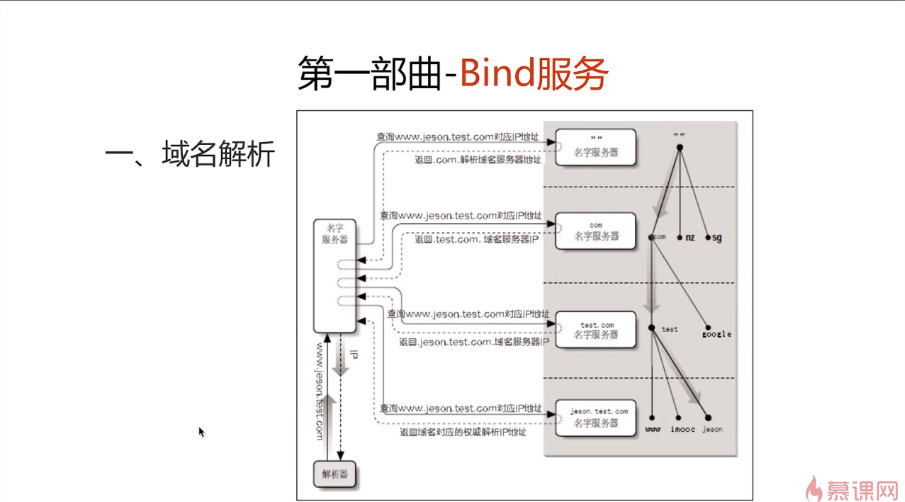 第一部曲-Bind服务
一、域名解析
查询www.jeson.test.com对应IP地址
返回.com.解析域名服务器地址
" "
名字服务器
" "
查询www.jeson.test.com对应IP地址
返回.test.com. 域名服务器IP
com
名字服务器
com
nz
sg
名字
服务器
查询www.jeson.test.com对应IP地址
返回.jeson.test.com.域名服务器IP
test.com
名字服务器
test
google
查询www.jeson.test.com对应IP地址
返回域名对应的权威解析IP地址
jeson.test.com
名字服务器
www
imooc
jeson
www.jeson.test.com
IP
解析器
慕课网